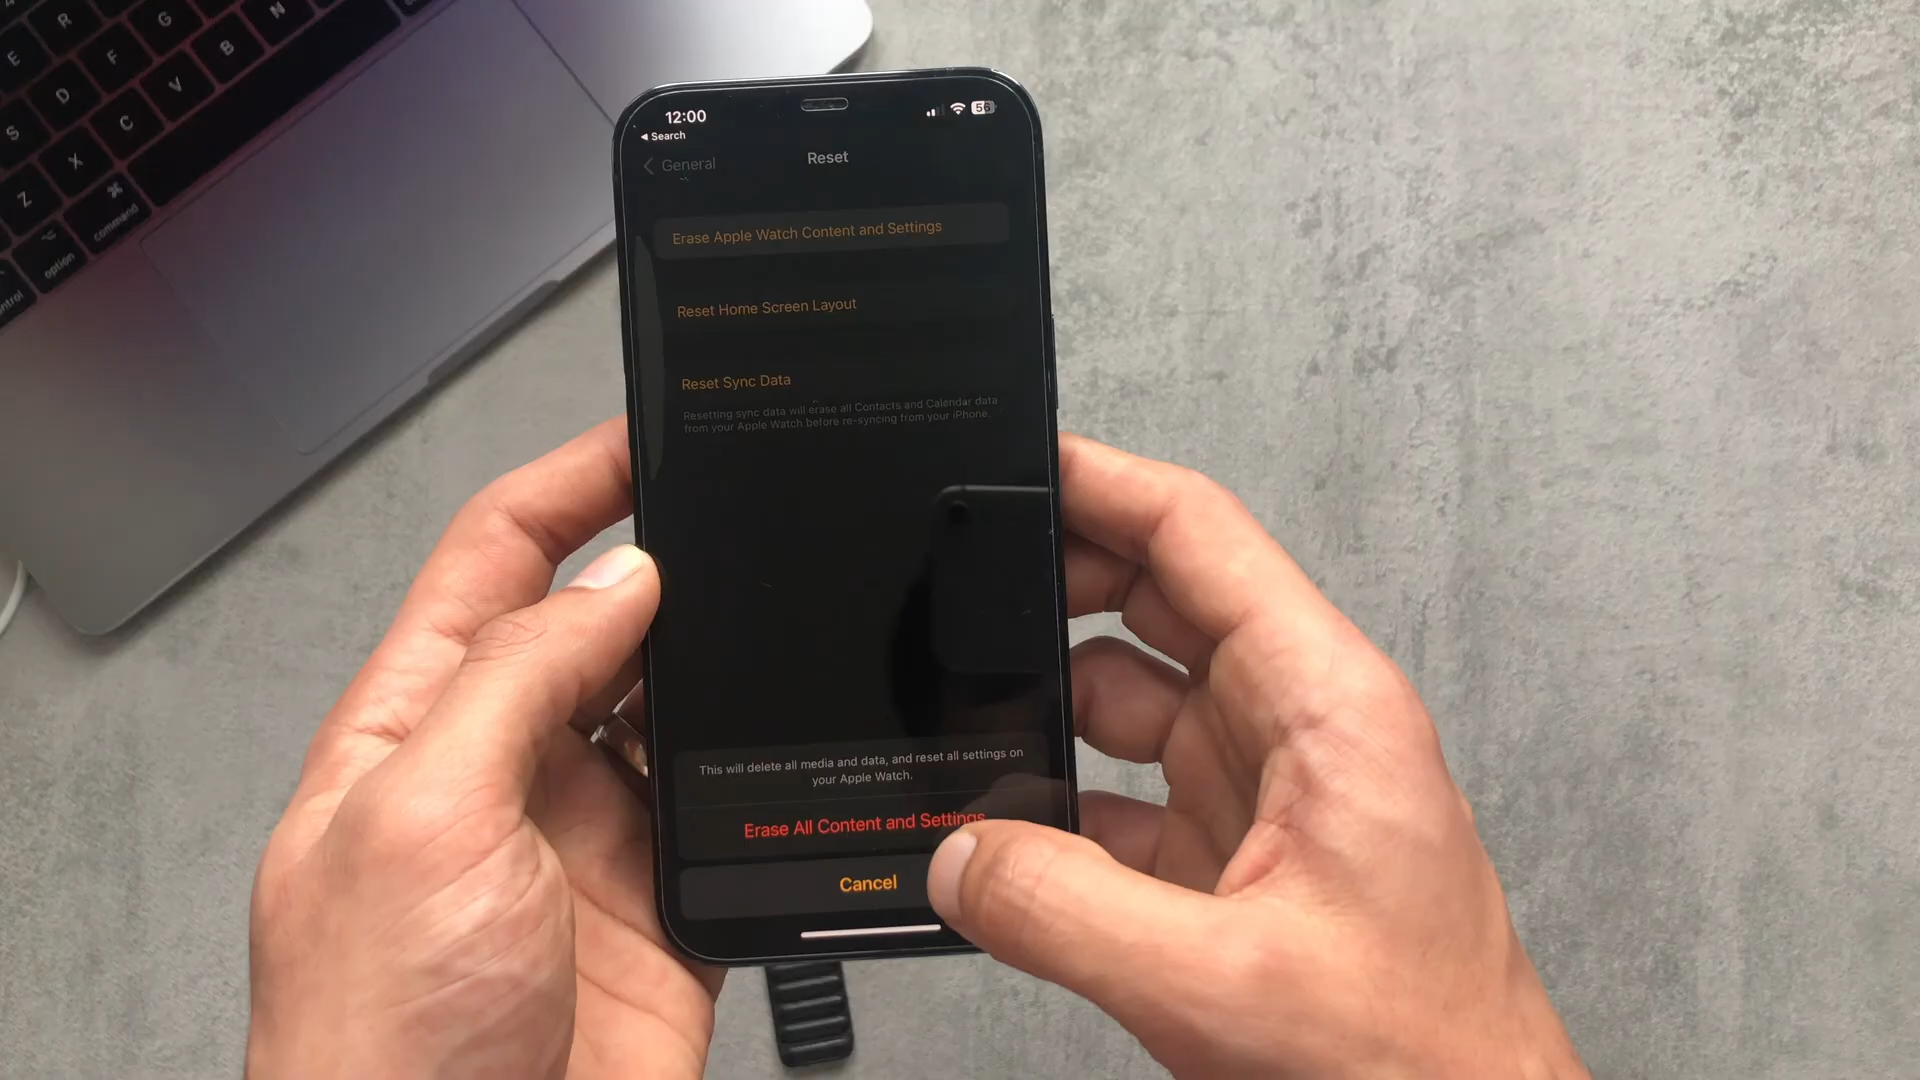 R
G
N
E
F
B
D
V
S
C
X
Z
⌘
command
⌥
option
12:00
56
◀ Search
General
Reset
Erase Apple Watch Content and Settings
Reset Home Screen Layout
Reset Sync Data
Resetting sync data will erase all Contacts and Calendar data
from your Apple Watch before re-syncing from your iPhone.
This will delete all media and data, and reset all settings on
your Apple Watch.
Erase All Content and Settings
Cancel